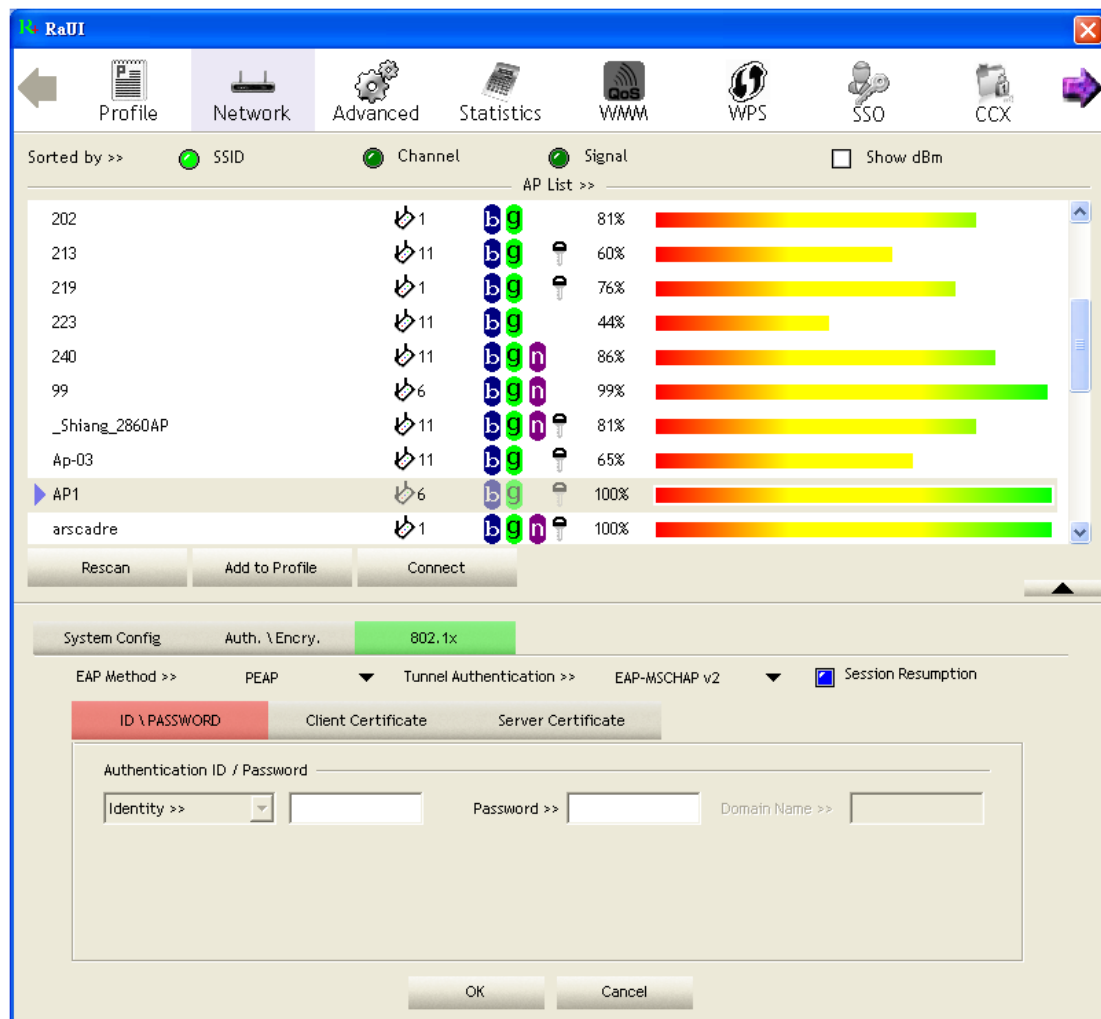 RaUI
Profile Network Advanced Statistics QoS WMM WPS SSO CCX
Sorted by >> SSID Channel Signal Show dBm
AP List >>
202 1 b g 81%
213 11 b g 60%
219 1 b g 76%
223 11 b g 44%
240 11 b g n 86%
99 6 b g n 99%
_Shiang_2860AP 11 b g n 81%
Ap-03 11 b g 65%
AP1 6 b g 100%
arscadre 1 b g n 100%
Rescan Add to Profile Connect
System Config Auth. \ Encry. 802.1x
EAP Method >> PEAP Tunnel Authentication >> EAP-MSCHAP v2 Session Resumption
ID \ PASSWORD Client Certificate Server Certificate
Authentication ID / Password
Identity >> Password >> Domain Name >>
OK Cancel